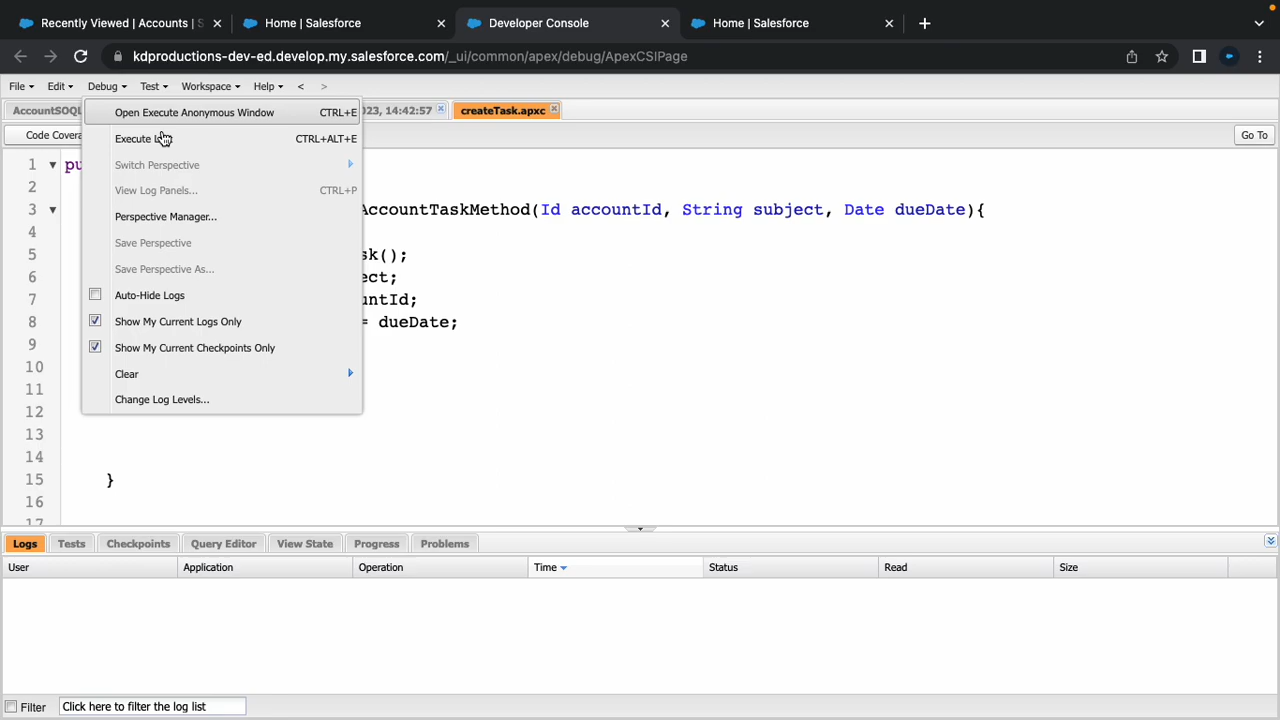 Recently Viewed | Accounts | S
Home | Salesforce
Developer Console
Home | Salesforce
kdproductions-dev-ed.develop.my.salesforce.com/_ui/common/apex/debug/ApexCSIPage
File Edit Debug Test Workspace Help < >
AccountSOQL
023, 14:42:57
createTask.apxc
Code Covera
Go To
Open Execute Anonymous Window CTRL+E
Execute CTRL+ALT+E
Switch Perspective
View Log Panels... CTRL+P
Perspective Manager...
Save Perspective
Save Perspective As...
Auto-Hide Logs
Show My Current Logs Only
Show My Current Checkpoints Only
Clear
Change Log Levels...
1 pu
2
3 AccountTaskMethod(Id accountId, String subject, Date dueDate){
4
5 sk();
6 ect;
7 untId;
8 = dueDate;
9
10
11
12
13
14
15 }
16
17
Logs Tests Checkpoints Query Editor View State Progress Problems
User Application Operation Time Status Read Size
Filter Click here to filter the log list